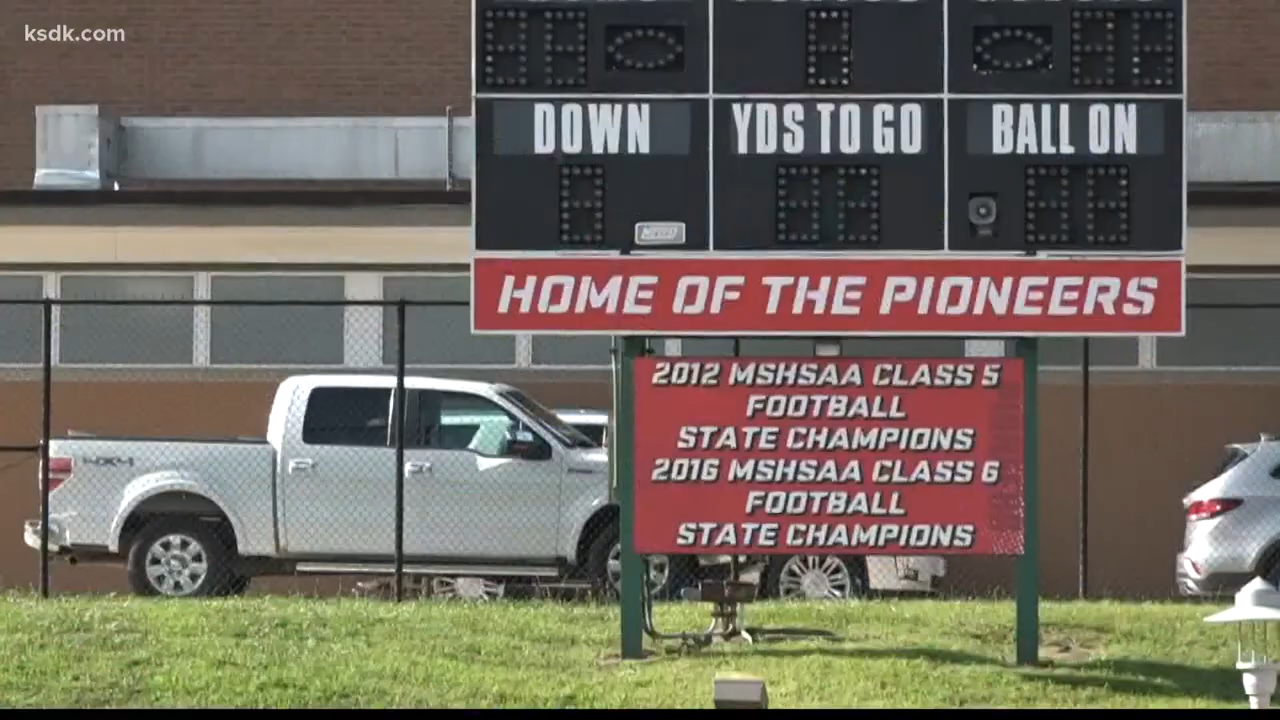 ksdk.com
DOWN
YDS TO GO
BALL ON
HOME OF THE PIONEERS
2012 MSHSAA CLASS 5
FOOTBALL
STATE CHAMPIONS
2016 MSHSAA CLASS 6
FOOTBALL
STATE CHAMPIONS
4X4